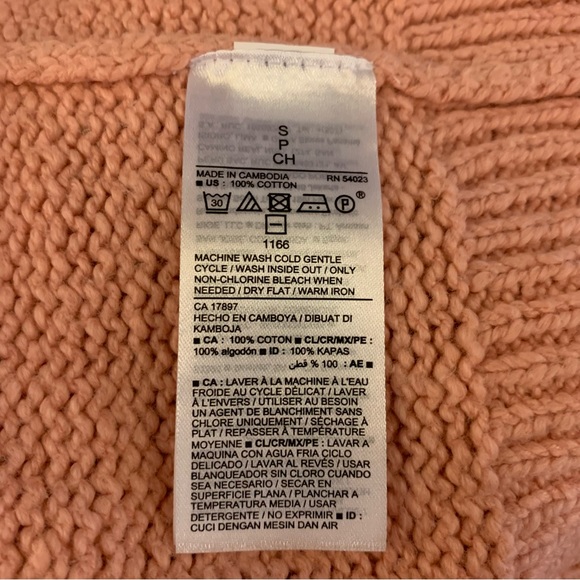 S
P
CH
MADE IN CAMBODIA RN 54023
■ US : 100% COTTON
30 P ®
1166
MACHINE WASH COLD GENTLE
CYCLE / WASH INSIDE OUT / ONLY
NON-CHLORINE BLEACH WHEN
NEEDED / DRY FLAT / WARM IRON
CA 17897
HECHO EN CAMBOYA / DIBUAT DI
KAMBOJA
■ CA : 100% COTON ■ CL/CR/MX/PE :
100% algodón ■ ID : 100% KAPAS
■ AE : 100 % قطن
■ CA : LAVER À LA MACHINE À L'EAU
FROIDE AU CYCLE DÉLICAT / LAVER
À L'ENVERS / UTILISER AU BESOIN
UN AGENT DE BLANCHIMENT SANS
CHLORE UNIQUEMENT / SÉCHAGE À
PLAT / REPASSER À TEMPÉRATURE
MOYENNE ■ CL/CR/MX/PE : LAVAR A
MAQUINA CON AGUA FRIA CICLO
DELICADO / LAVAR AL REVÉS / USAR
BLANQUEADOR SIN CLORO CUANDO
SEA NECESARIO / SECAR EN
SUPERFICIE PLANA / PLANCHAR A
TEMPERATURA MEDIA / USAR
DETERGENTE / NO EXPRIMIR ■ ID :
CUCI DENGAN MESIN DAN AIR